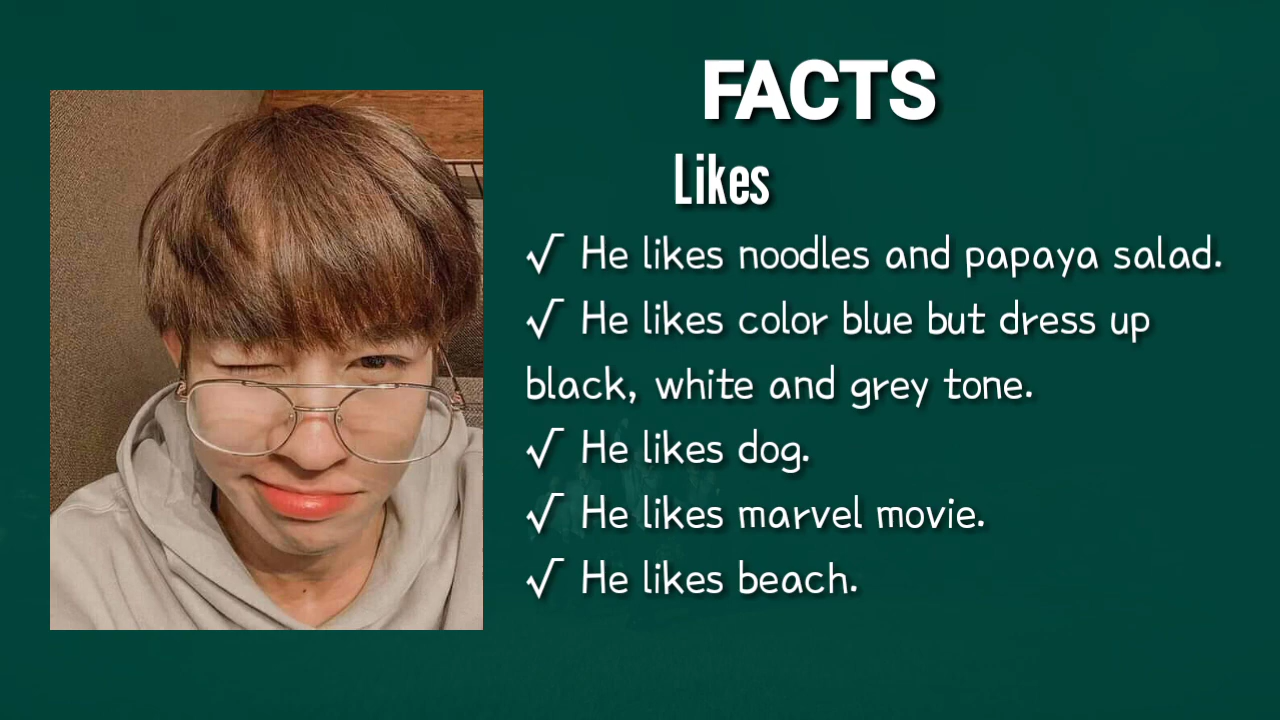 FACTS
Likes
√ He likes noodles and papaya salad.
√ He likes color blue but dress up
black, white and grey tone.
√ He likes dog.
√ He likes marvel movie.
√ He likes beach.